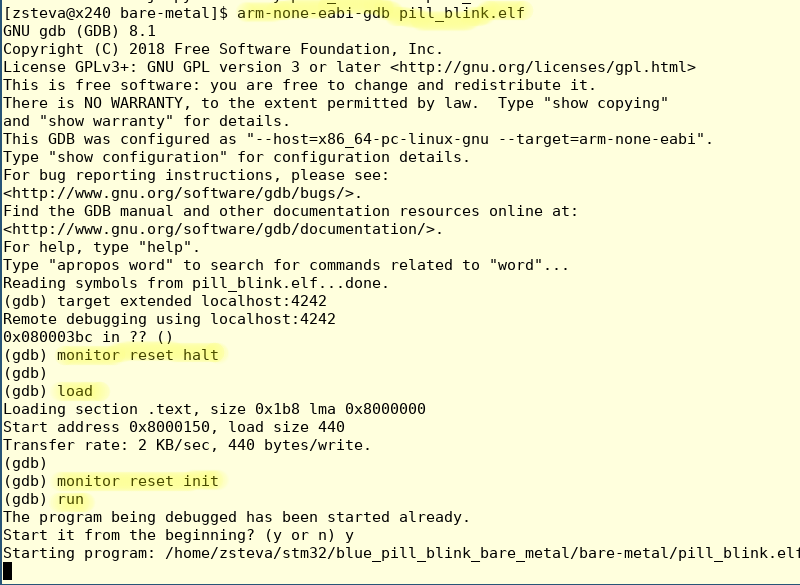 [zsteva@x240 bare-metal]$ arm-none-eabi-gdb pill_blink.elf
GNU gdb (GDB) 8.1
Copyright (C) 2018 Free Software Foundation, Inc.
License GPLv3+: GNU GPL version 3 or later <http://gnu.org/licenses/gpl.html>
This is free software: you are free to change and redistribute it.
There is NO WARRANTY, to the extent permitted by law.  Type "show copying"
and "show warranty" for details.
This GDB was configured as "--host=x86_64-pc-linux-gnu --target=arm-none-eabi".
Type "show configuration" for configuration details.
For bug reporting instructions, please see:
<http://www.gnu.org/software/gdb/bugs/>.
Find the GDB manual and other documentation resources online at:
<http://www.gnu.org/software/gdb/documentation/>.
For help, type "help".
Type "apropos word" to search for commands related to "word"...
Reading symbols from pill_blink.elf...done.
(gdb) target extended localhost:4242
Remote debugging using localhost:4242
0x080003bc in ?? ()
(gdb) monitor reset halt
(gdb)
(gdb) load
Loading section .text, size 0x1b8 lma 0x8000000
Start address 0x8000150, load size 440
Transfer rate: 2 KB/sec, 440 bytes/write.
(gdb)
(gdb) monitor reset init
(gdb) run
The program being debugged has been started already.
Start it from the beginning? (y or n) y
Starting program: /home/zsteva/stm32/blue_pill_blink_bare_metal/bare-metal/pill_blink.elf